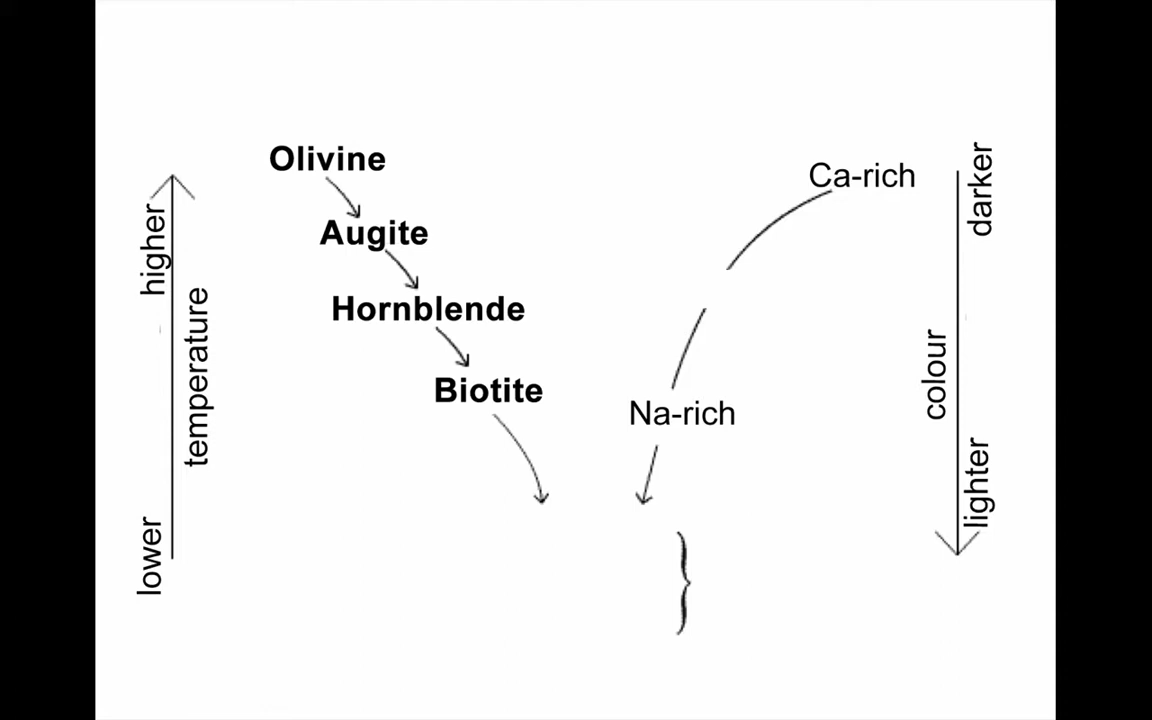 Olivine
Augite
Hornblende
Biotite
Ca-rich
Na-rich
higher
temperature
lower
darker
colour
lighter